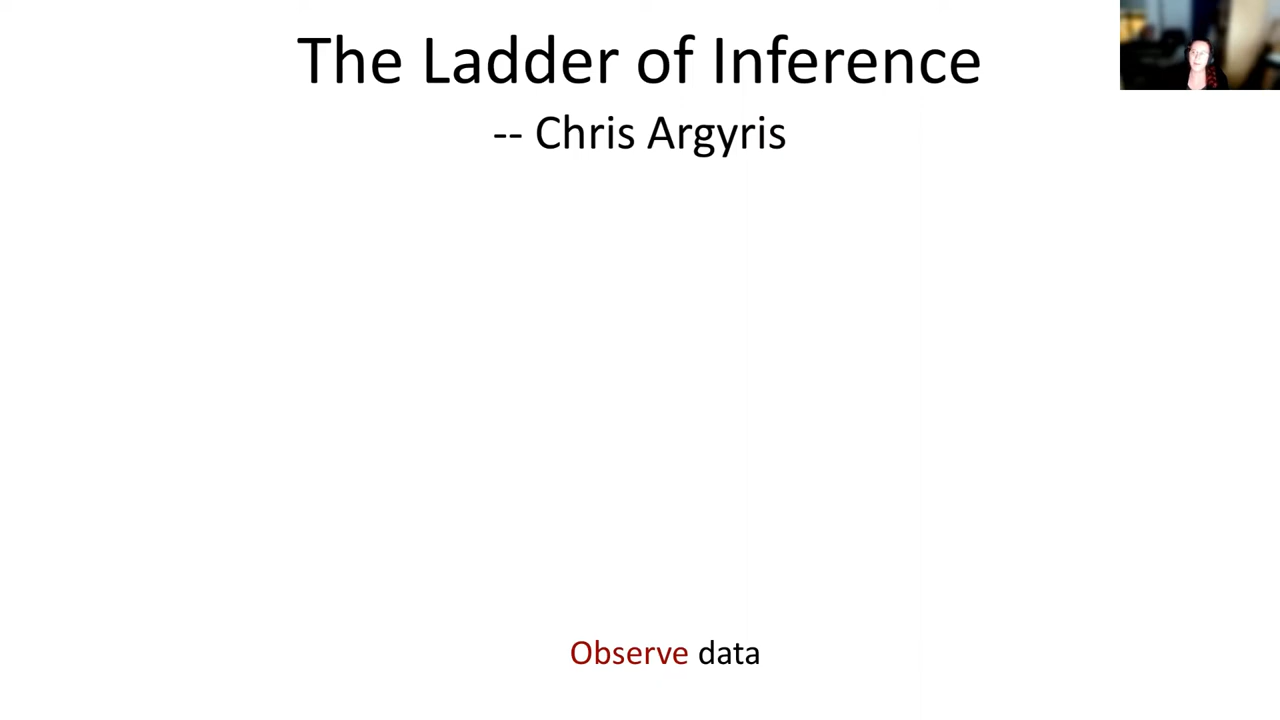 The Ladder of Inference
-- Chris Argyris
Observe data